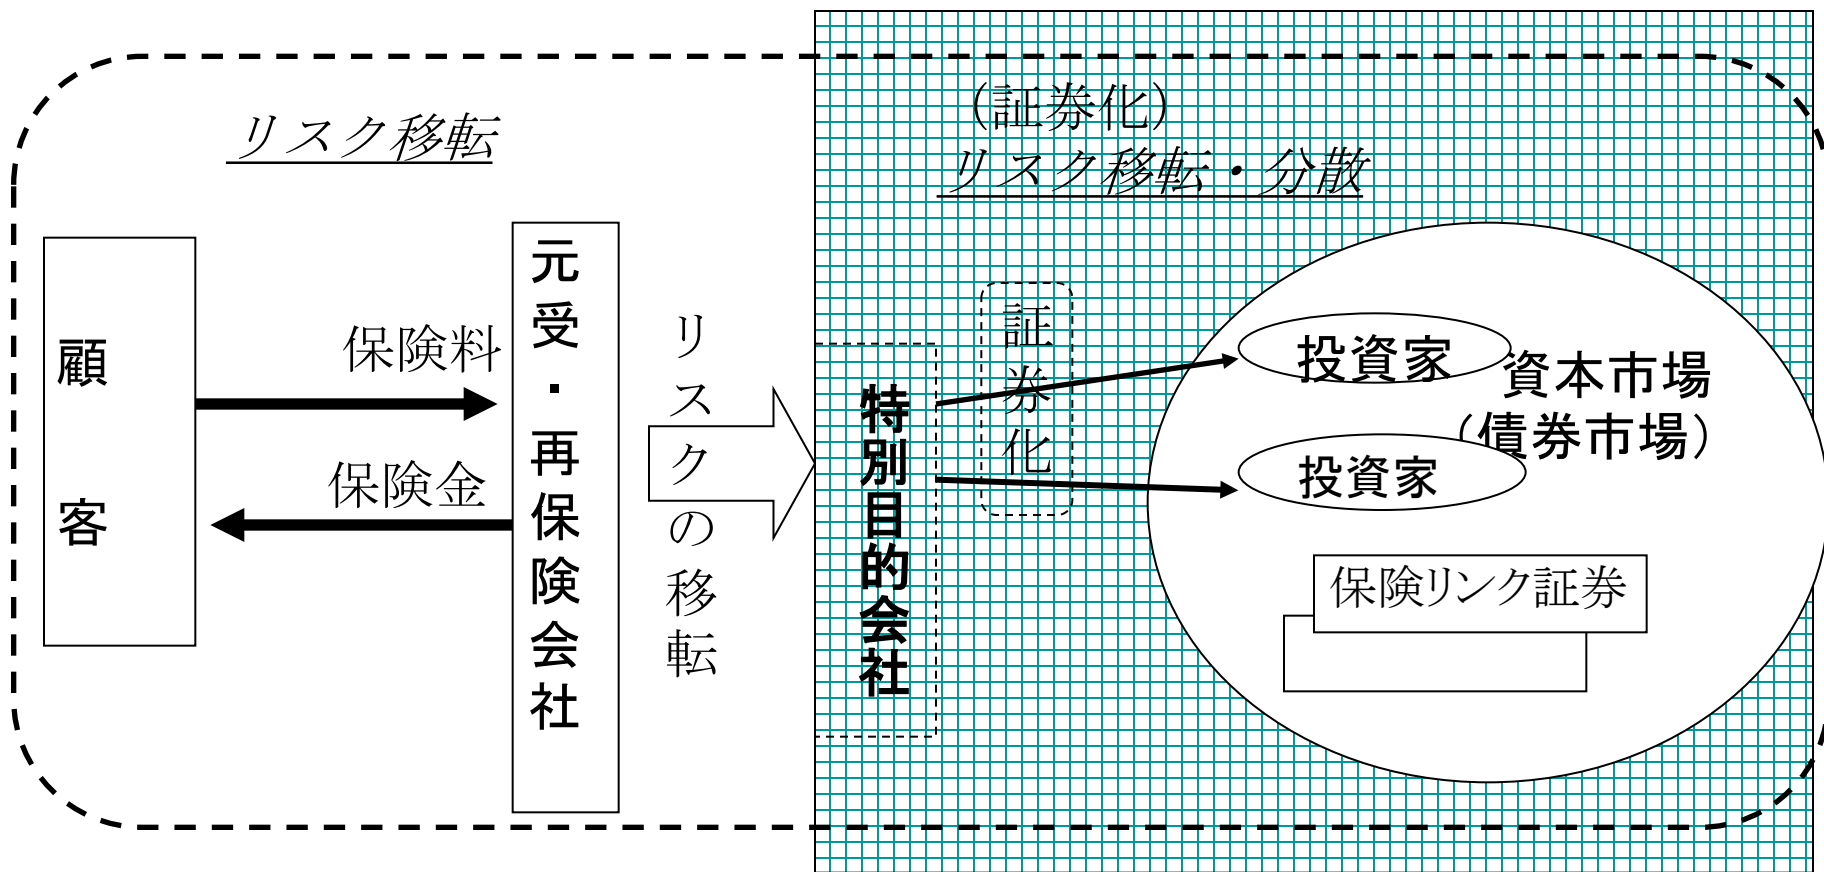 リスク移転
（証券化）
リスク移転・分散
顧客
保険料
保険金
元受・再保険会社
リスクの移転
特別目的会社
証券化
投資家
資本市場
（債券市場）
投資家
保険リンク証券